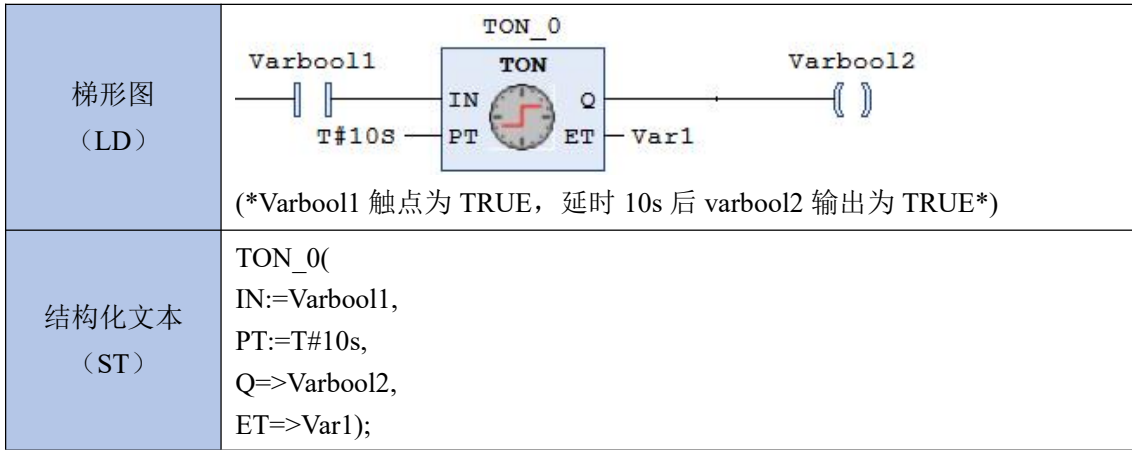 梯形图
（LD）
TON_0
Varbool1
TON
Varbool2
IN
Q
T#10S
PT
ET
Var1
(*Varbool1 触点为 TRUE，延时 10s 后 varbool2 输出为 TRUE*)
结构化文本
（ST）
TON_0(
IN:=Varbool1,
PT:=T#10s,
Q=>Varbool2,
ET=>Var1);